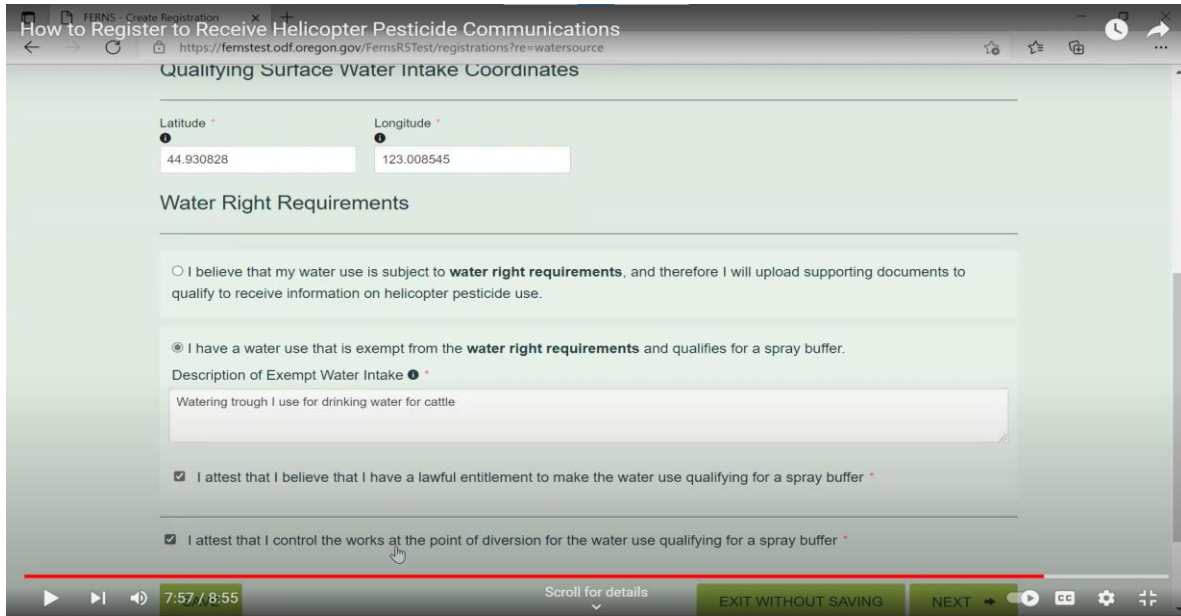 FERNS - Create Registration
How to Register to Receive Helicopter Pesticide Communications
https://fernstest.odf.oregon.gov/FernsR5Test/registrations?re=watersource
Qualifying Surface Water Intake Coordinates
Latitude * Longitude *
44.930828 123.008545
Water Right Requirements
I believe that my water use is subject to water right requirements, and therefore I will upload supporting documents to
qualify to receive information on helicopter pesticide use.
I have a water use that is exempt from the water right requirements and qualifies for a spray buffer.
Description of Exempt Water Intake *
Watering trough I use for drinking water for cattle
I attest that I believe that I have a lawful entitlement to make the water use qualifying for a spray buffer *
I attest that I control the works at the point of diversion for the water use qualifying for a spray buffer *
7:57 / 8:55
Scroll for details
EXIT WITHOUT SAVING
NEXT
CC